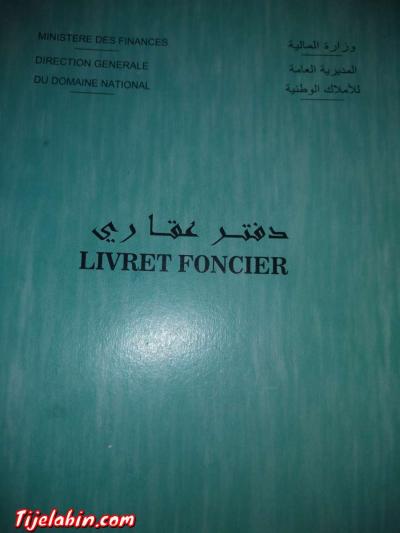 MINISTERE DES FINANCES
DIRECTION GENERALE
DU DOMAINE NATIONAL
وزارة المالية
المديرية العامة
للأملاك الوطنية
دفتر عقاري
LIVRET FONCIER
Tijelabin.com